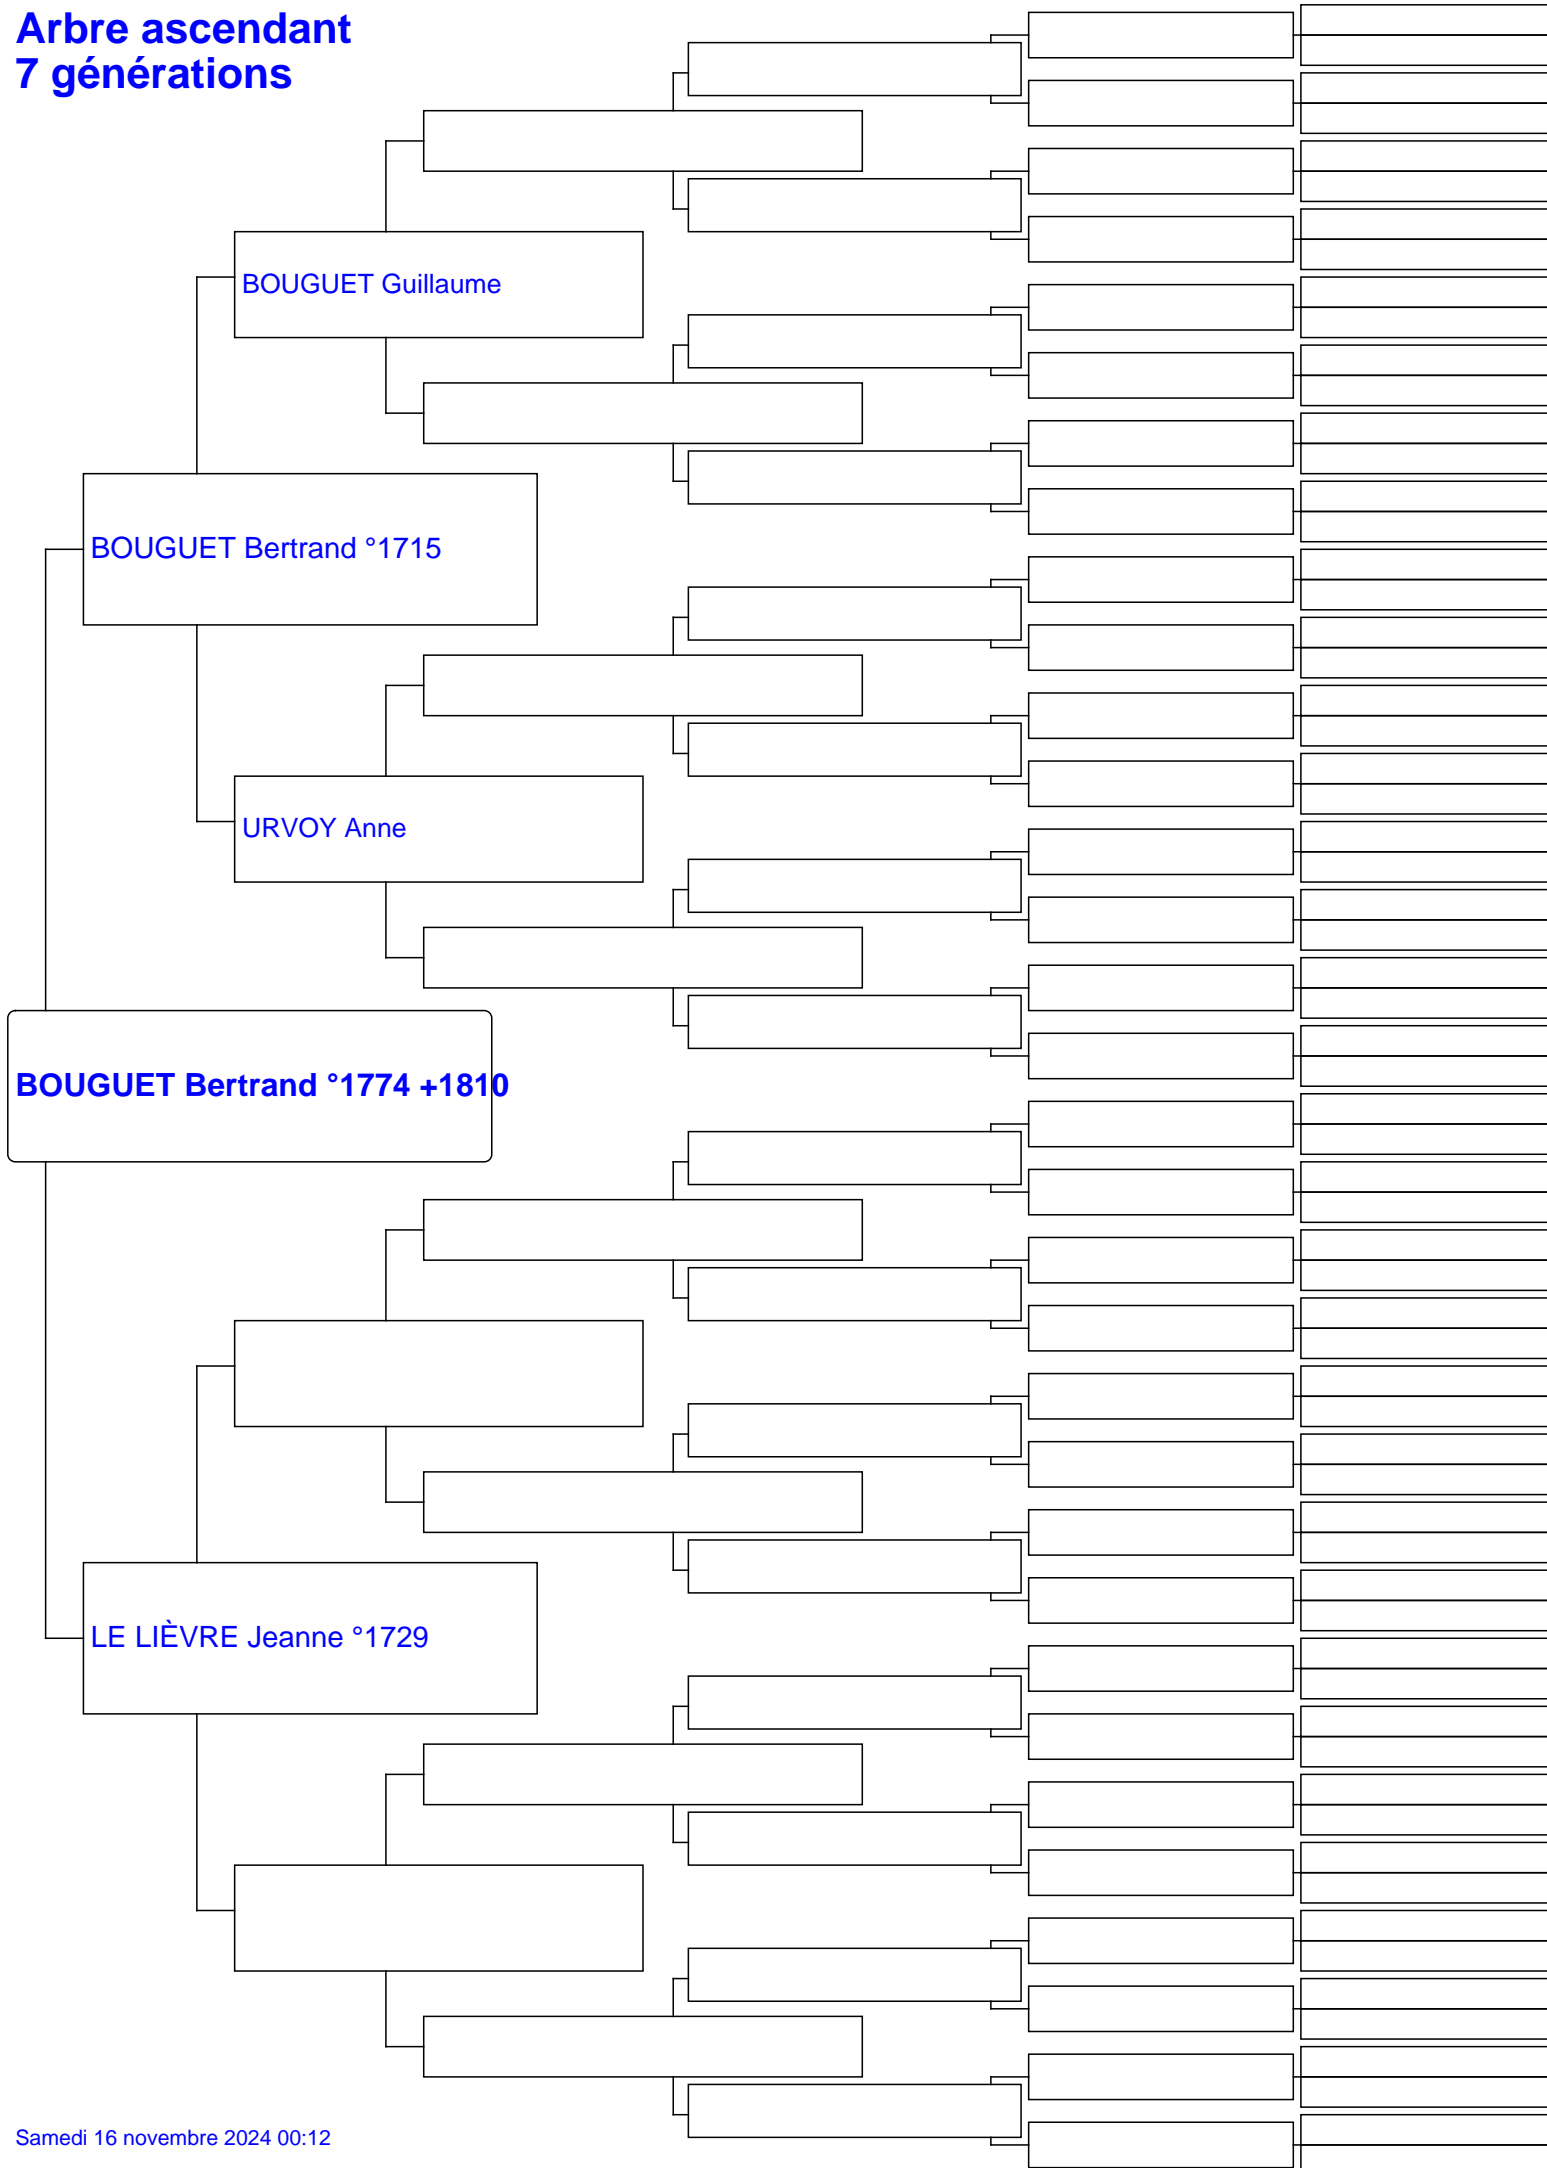 Arbre ascendant
7 générations
BOUGUET Guillaume
BOUGUET Bertrand °1715
URVOY Anne
BOUGUET Bertrand °1774 +1810
LE LIÈVRE Jeanne °1729
Samedi 16 novembre 2024 00:12